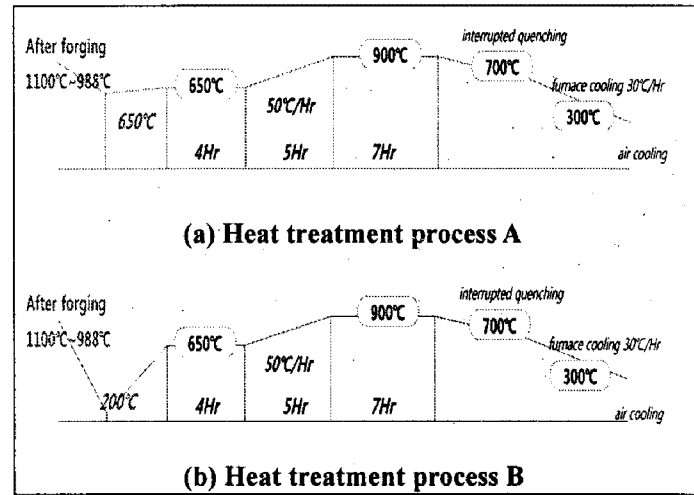 After forging
1100℃~988℃
650℃
650℃
4Hr
50℃/Hr
5Hr
900℃
7Hr
interrupted quenching
700℃
furnace cooling 30℃/Hr
300℃
air cooling
(a) Heat treatment process A
After forging
1100℃~988℃
200℃
650℃
4Hr
50℃/Hr
5Hr
900℃
7Hr
interrupted quenching
700℃
furnace cooling 30℃/Hr
300℃
air cooling
(b) Heat treatment process B